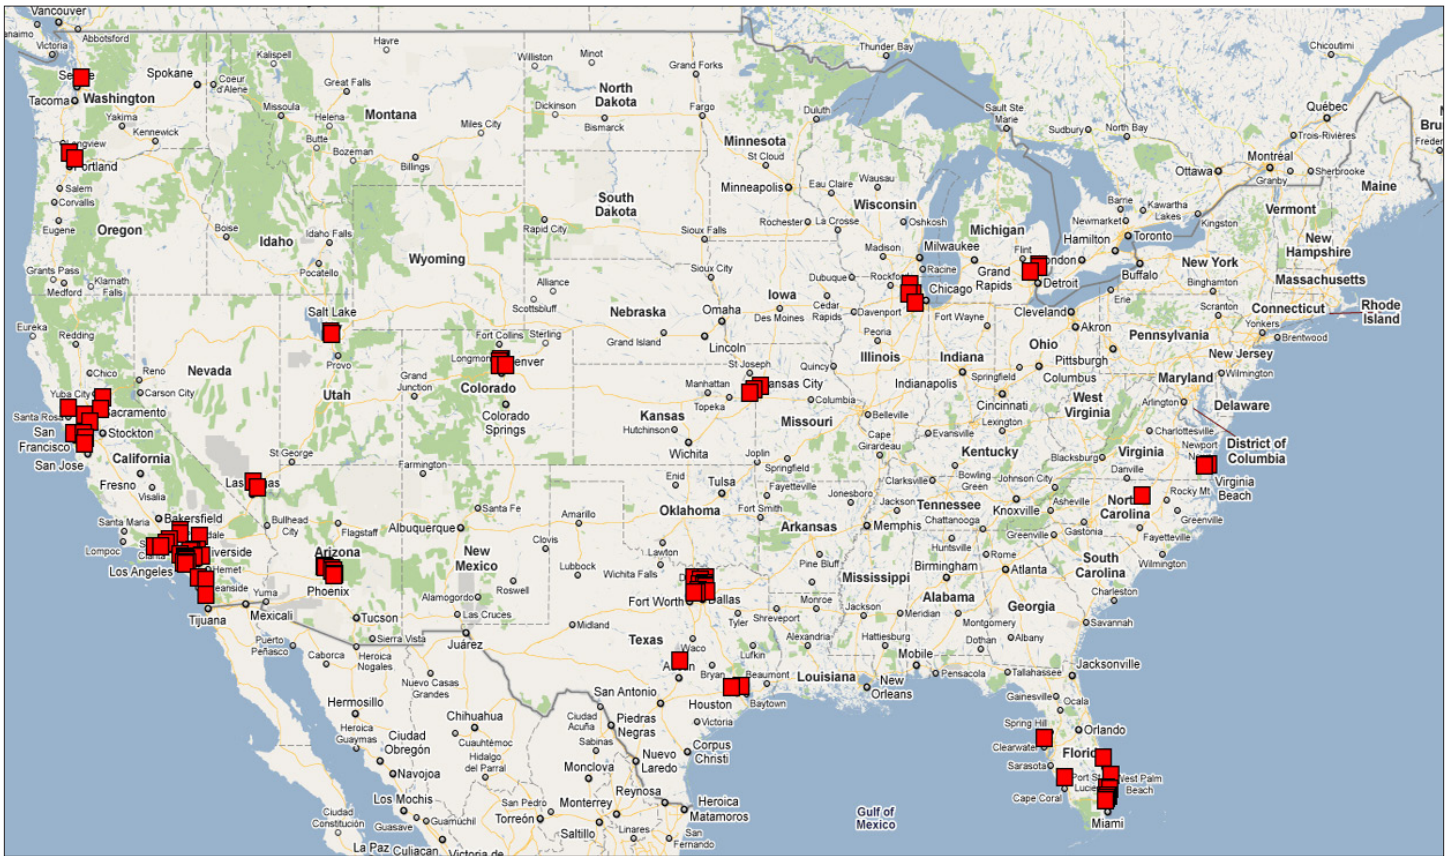 Vancouver
Abbotsford
Victoria
Tacoma
Washington
Spokane
Coeur
d'Alene
Yakima
Kennewick
Salem
Corvallis
Eugene
Oregon
Grants Pass
Medford
Klamath
Falls
Kalispell
Great Falls
Havre
Missoula
Helena
Montana
Butte
Bozeman
Billings
Miles City
Boise
Idaho
Idaho Falls
Pocatello
Wyoming
Williston
Minot
Dickinson
North
Dakota
Bismarck
Grand Forks
Fargo
South
Dakota
Rapid City
Sioux Falls
Sioux City
Minnesota
St Cloud
Minneapolis
Rochester
Duluth
Thunder Bay
Eau Claire
Wausau
La Crosse
Wisconsin
Oshkosh
Madison
Milwaukee
Racine
Dubuque
Chicago
Sault Ste
Marie
Michigan
Flint
Grand
Rapids
Detroit
Sudbury
North Bay
Barrie
Newmarket
Kawartha
Lakes
Kingston
Hamilton
Toronto
Buffalo
Ottawa
Montréal
Granby
Sherbrooke
Trois-Rivières
Québec
Chicoutimi
Maine
Vermont
New
Hampshire
Massachusetts
Rhode
Island
Connecticut
New York
Binghamton
Scranton
Yonkers
Brentwood
Erie
Pennsylvania
Pittsburgh
New Jersey
Wilmington
Maryland
Arlington
Delaware
District of
Columbia
Cleveland
Akron
Ohio
Columbus
Springfield
Cincinnati
Fort Wayne
Indiana
Indianapolis
Illinois
Peoria
Davenport
Cedar
Rapids
Iowa
Des Moines
Omaha
Nebraska
Grand Island
Lincoln
Alliance
Scottsbluff
Fort Collins
Sterling
Colorado
Colorado
Springs
Grand
Junction
Salt Lake
Provo
Utah
Nevada
Eureka
Redding
Chico
Yuba City
Reno
Carson City
Santa Rosa
San
Francisco
Stockton
San Jose
California
Fresno
Visalia
Bakersfield
Santa Maria
Lompoc
Los Angeles
Hemet
Tijuana
Mexicali
Yuma
St George
Bullhead
City
Flagstaff
Arizona
Phoenix
Tucson
Sierra Vista
Farmington
Santa Fe
Albuquerque
New
Mexico
Clovis
Roswell
Alamogordo
Las Cruces
Juárez
Kansas
Manhattan
Topeka
Hutchinson
Wichita
St Joseph
Quincy
Columbia
Missouri
Belleville
Cape
Girardeau
Joplin
Springfield
Enid
Tulsa
Oklahoma
Fayetteville
Fort Smith
Jonesboro
Arkansas
Pine Bluff
Amarillo
Lawton
Wichita Falls
Lubbock
Midland
Fort Worth
Dallas
Tyler
Shreveport
Monroe
Texas
Waco
Bryan
Lufkin
Beaumont
Houston
Baytown
San Antonio
Victoria
Corpus
Christi
Alexandria
Louisiana
New
Orleans
Evansville
Kentucky
Lexington
Bowling
Green
Clarksville
Tennessee
Jackson
Memphis
Chattanooga
Knoxville
Johnson City
Asheville
West
Virginia
Charlottesville
Virginia
Blacksburg
Danville
Newport
Virginia
Beach
North
Carolina
Rocky Mt
Greenville
Fayetteville
Wilmington
Gastonia
Greenville
South
Carolina
Charleston
Savannah
Huntsville
Rome
Birmingham
Atlanta
Alabama
Georgia
Mississippi
Jackson
Meridian
Hattiesburg
Mobile
Montgomery
Dothan
Albany
Pensacola
Tallahassee
Jacksonville
Gainesville
Ocala
Spring Hill
Orlando
Clearwater
Sarasota
Cape Coral
Port St
Lucie
West Palm
Beach
Miami
Gulf of
Mexico
Puerto
Peñasco
Caborca
Heroica
Nogales
Nuevo Casas
Grandes
Hermosillo
Heroica
Guaymas
Ciudad
Obregón
Navojoa
Los Mochis
Guasave
Guamúchil
Culiacan
La Paz
Ciudad
Constitución
Chihuahua
Cuauhtémoc
Hidalgo
del Parral
Ciudad
Acuña
Piedras
Negras
Sabinas
Nuevo
Laredo
Monclova
Reynosa
Heroica
Matamoros
San Pedro
Torreón
Monterrey
Saltillo
Linares
San
Fernando
Victoria de